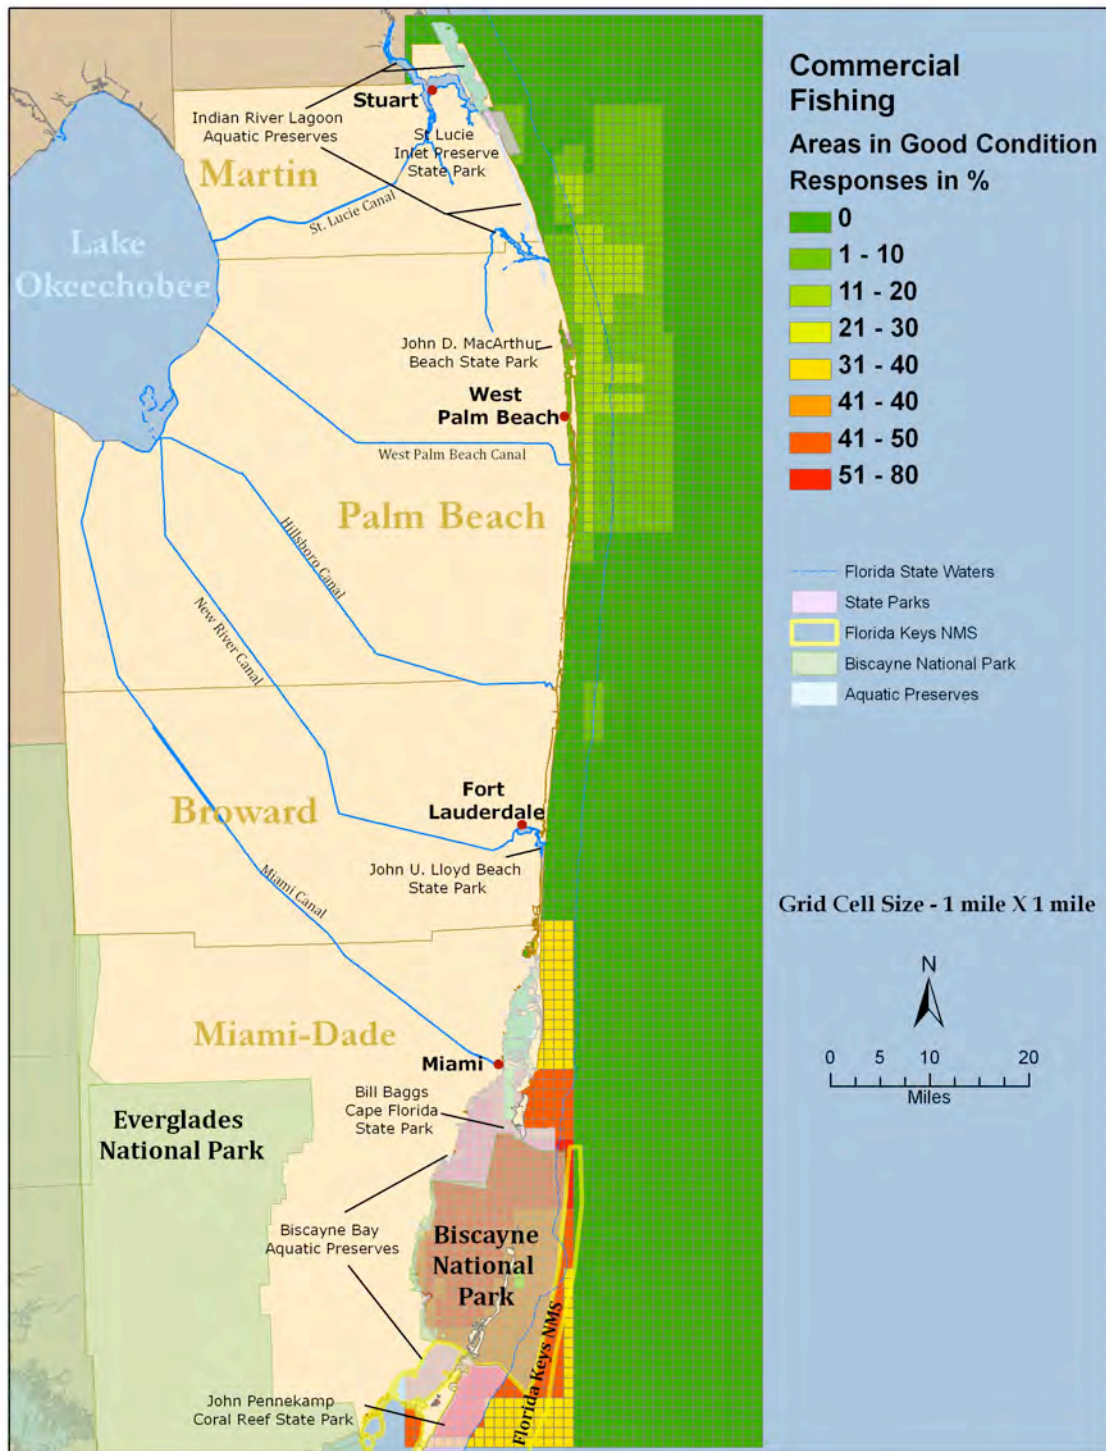 Commercial
Fishing
Areas in Good Condition
Responses in %
0
1 - 10
11 - 20
21 - 30
31 - 40
41 - 40
41 - 50
51 - 80
Florida State Waters
State Parks
Florida Keys NMS
Biscayne National Park
Aquatic Preserves
Grid Cell Size - 1 mile X 1 mile
N
0 5 10 20
Miles
Stuart
Indian River Lagoon
Aquatic Preserves
St Lucie
Inlet Preserve
State Park
Martin
St. Lucie Canal
Lake
Okeechobee
John D. MacArthur
Beach State Park
West
Palm Beach
West Palm Beach Canal
Palm Beach
Hillsboro Canal
New River Canal
Fort
Lauderdale
Broward
John U. Lloyd Beach
State Park
Miami Canal
Miami-Dade
Miami
Bill Baggs
Cape Florida
State Park
Everglades
National Park
Biscayne Bay
Aquatic Preserves
Biscayne
National
Park
Florida Keys NMS
John Pennekamp
Coral Reef State Park